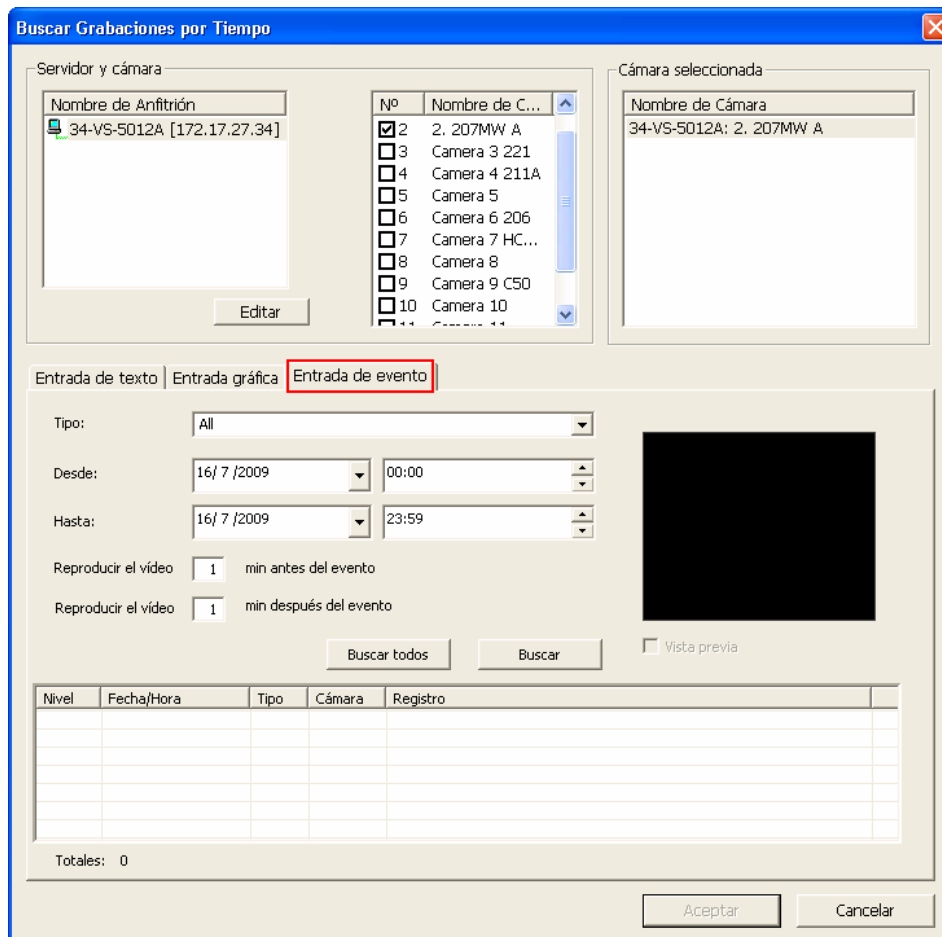 Buscar Grabaciones por Tiempo
Servidor y cámara
Nombre de Anfitrión
34-VS-5012A [172.17.27.34]
Editar
Nº Nombre de C...
2 2. 207MW A
3 Camera 3 221
4 Camera 4 211A
5 Camera 5
6 Camera 6 206
7 Camera 7 HC...
8 Camera 8
9 Camera 9 C50
10 Camera 10
Cámara seleccionada
Nombre de Cámara
34-VS-5012A: 2. 207MW A
Entrada de texto Entrada gráfica Entrada de evento
Tipo: All
Desde: 16/ 7 /2009 00:00
Hasta: 16/ 7 /2009 23:59
Reproducir el vídeo 1 min antes del evento
Reproducir el vídeo 1 min después del evento
Buscar todos Buscar
Vista previa
Nivel Fecha/Hora Tipo Cámara Registro
Totales: 0
Aceptar Cancelar